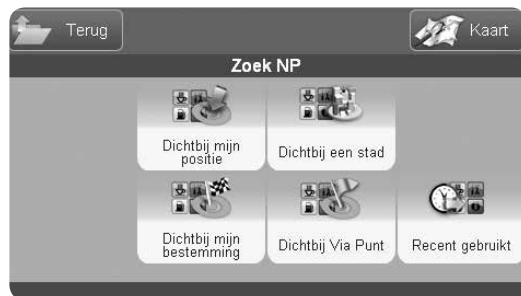 Terug
Kaart
Zoek NP
Dichtbij mijn
positie
Dichtbij een stad
Dichtbij mijn
bestemming
Dichtbij Via Punt
Recent gebruikt